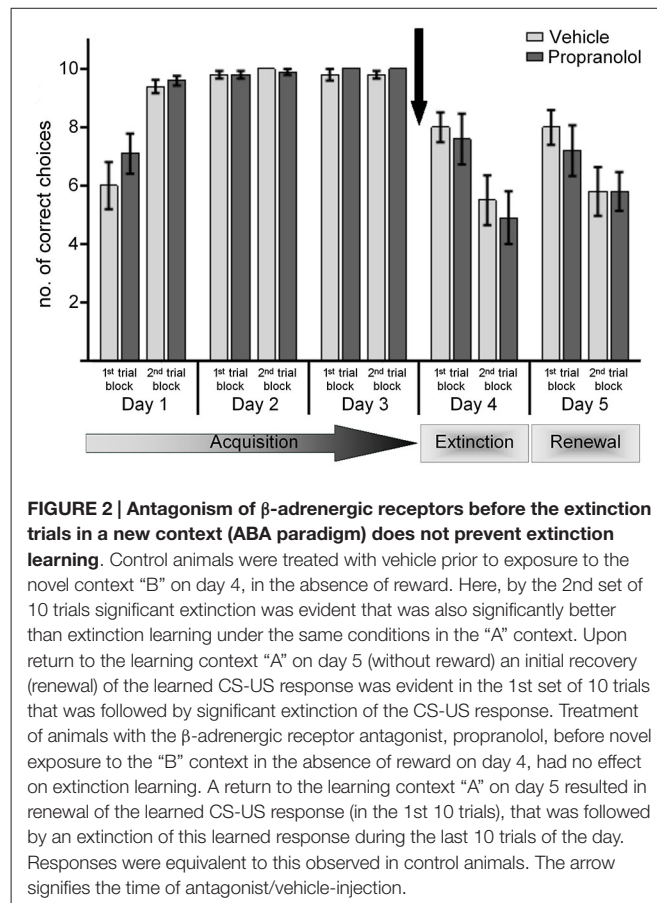 Vehicle
Propranolol
no. of correct choices
10
8
6
4
2
1st trial block 2nd trial block 1st trial block 2nd trial block 1st trial block 2nd trial block 1st trial block 2nd trial block 1st trial block 2nd trial block
Day 1 Day 2 Day 3 Day 4 Day 5
Acquisition Extinction Renewal
FIGURE 2 | Antagonism of β-adrenergic receptors before the extinction
trials in a new context (ABA paradigm) does not prevent extinction
learning. Control animals were treated with vehicle prior to exposure to the
novel context “B” on day 4, in the absence of reward. Here, by the 2nd set of
10 trials significant extinction was evident that was also significantly better
than extinction learning under the same conditions in the “A” context. Upon
return to the learning context “A” on day 5 (without reward) an initial recovery
(renewal) of the learned CS-US response was evident in the 1st set of 10 trials
that was followed by significant extinction of the CS-US response. Treatment
of animals with the β-adrenergic receptor antagonist, propranolol, before novel
exposure to the “B” context in the absence of reward on day 4, had no effect
on extinction learning. A return to the learning context “A” on day 5 resulted in
renewal of the learned CS-US response (in the 1st 10 trials), that was followed
by an extinction of this learned response during the last 10 trials of the day.
Responses were equivalent to this observed in control animals. The arrow
signifies the time of antagonist/vehicle-injection.